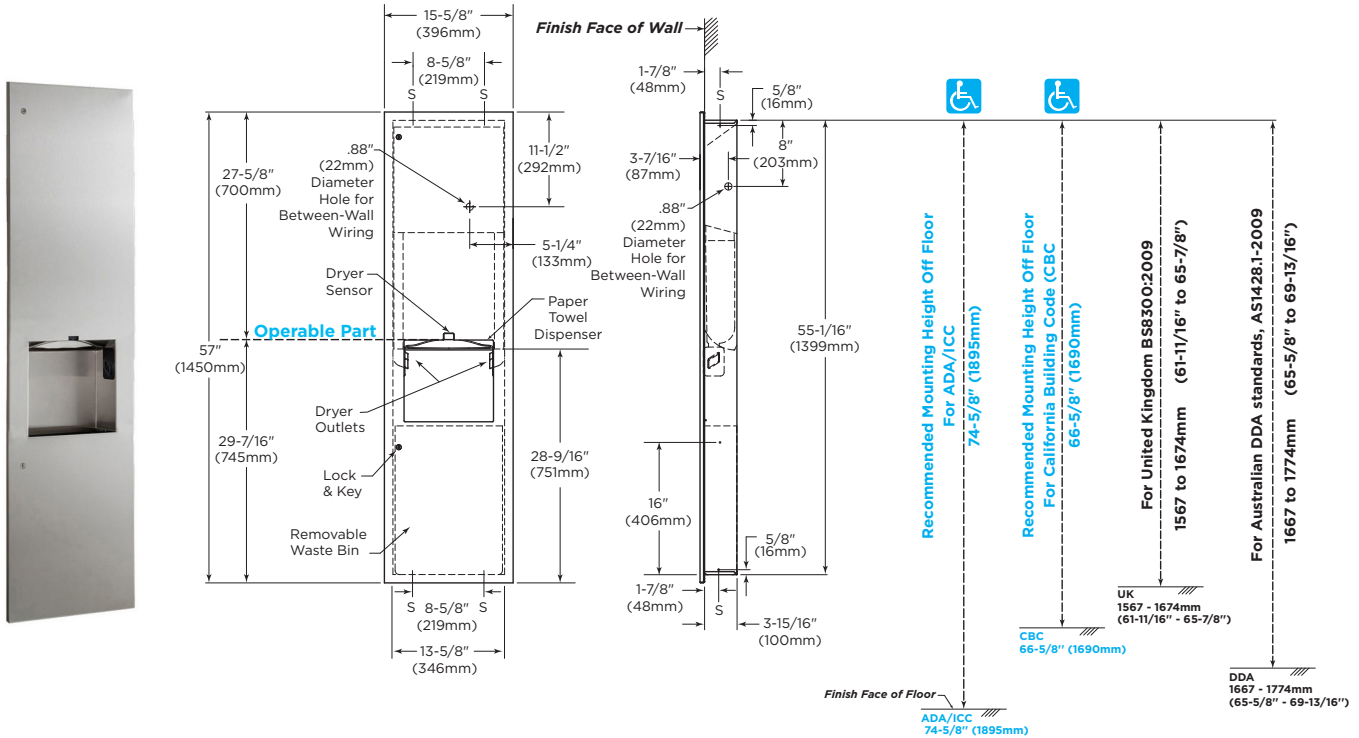 15-5/8"
(396mm)
8-5/8"
(219mm)
S
S
27-5/8"
(700mm)
.88"
(22mm)
Diameter
Hole for
Between-Wall
Wiring
11-1/2"
(292mm)
5-1/4"
(133mm)
Dryer
Sensor
Paper
Towel
Dispenser
Operable Part
57"
(1450mm)
Dryer
Outlets
29-7/16"
(745mm)
Lock
& Key
28-9/16"
(751mm)
Removable
Waste Bin
S
S
8-5/8"
(219mm)
13-5/8"
(346mm)
Finish Face of Wall
1-7/8"
(48mm)
S
5/8"
(16mm)
3-7/16"
(87mm)
8"
(203mm)
.88"
(22mm)
Diameter
Hole for
Between-Wall
Wiring
55-1/16"
(1399mm)
16"
(406mm)
5/8"
(16mm)
1-7/8"
(48mm)
S
3-15/16"
(100mm)
Recommended Mounting Height Off Floor
For ADA/ICC
74-5/8" (1895mm)
Recommended Mounting Height Off Floor
For California Building Code (CBC
66-5/8" (1690mm)
For United Kingdom BS8300:2009
1567 to 1674mm (61-11/16" to 65-7/8")
For Australian DDA standards, AS1428.1-2009
1667 to 1774mm (65-5/8" to 69-13/16")
UK
1567 - 1674mm
(61-11/16" - 65-7/8")
CBC
66-5/8" (1690mm)
DDA
1667 - 1774mm
(65-5/8" - 69-13/16")
Finish Face of Floor
ADA/ICC
74-5/8" (1895mm)